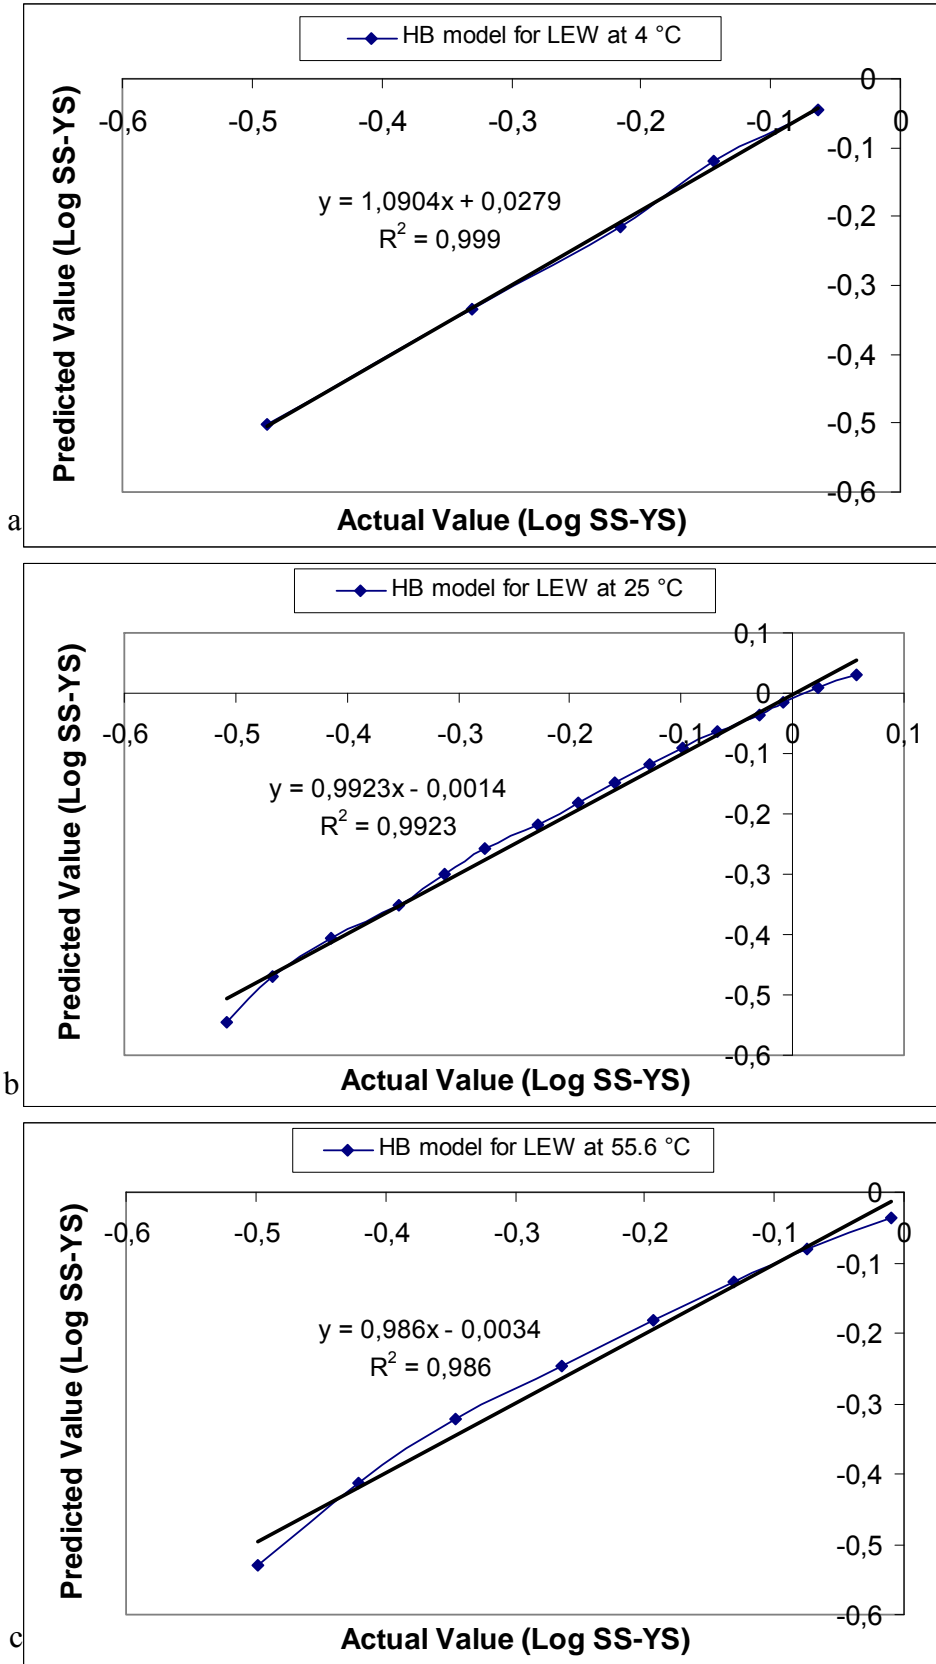 HB model for LEW at 4 °C
0
-0,6 -0,5 -0,4 -0,3 -0,2 -0,1 0
-0,1
-0,2
-0,3
-0,4
-0,5
-0,6
y = 1,0904x + 0,0279
R² = 0,999
Predicted Value (Log SS-YS)
Actual Value (Log SS-YS)
a
HB model for LEW at 25 °C
0,1
0
-0,6 -0,5 -0,4 -0,3 -0,2 -0,1 0 0,1
-0,1
-0,2
-0,3
-0,4
-0,5
-0,6
y = 0,9923x - 0,0014
R² = 0,9923
Predicted Value (Log SS-YS)
Actual Value (Log SS-YS)
b
HB model for LEW at 55.6 °C
0
-0,6 -0,5 -0,4 -0,3 -0,2 -0,1 0
-0,1
-0,2
-0,3
-0,4
-0,5
-0,6
y = 0,986x - 0,0034
R² = 0,986
Predicted Value (Log SS-YS)
Actual Value (Log SS-YS)
c